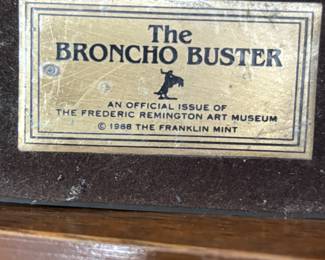 The
BRONCHO BUSTER
AN OFFICIAL ISSUE OF
THE FREDERIC REMINGTON ART MUSEUM
© 1988 THE FRANKLIN MINT